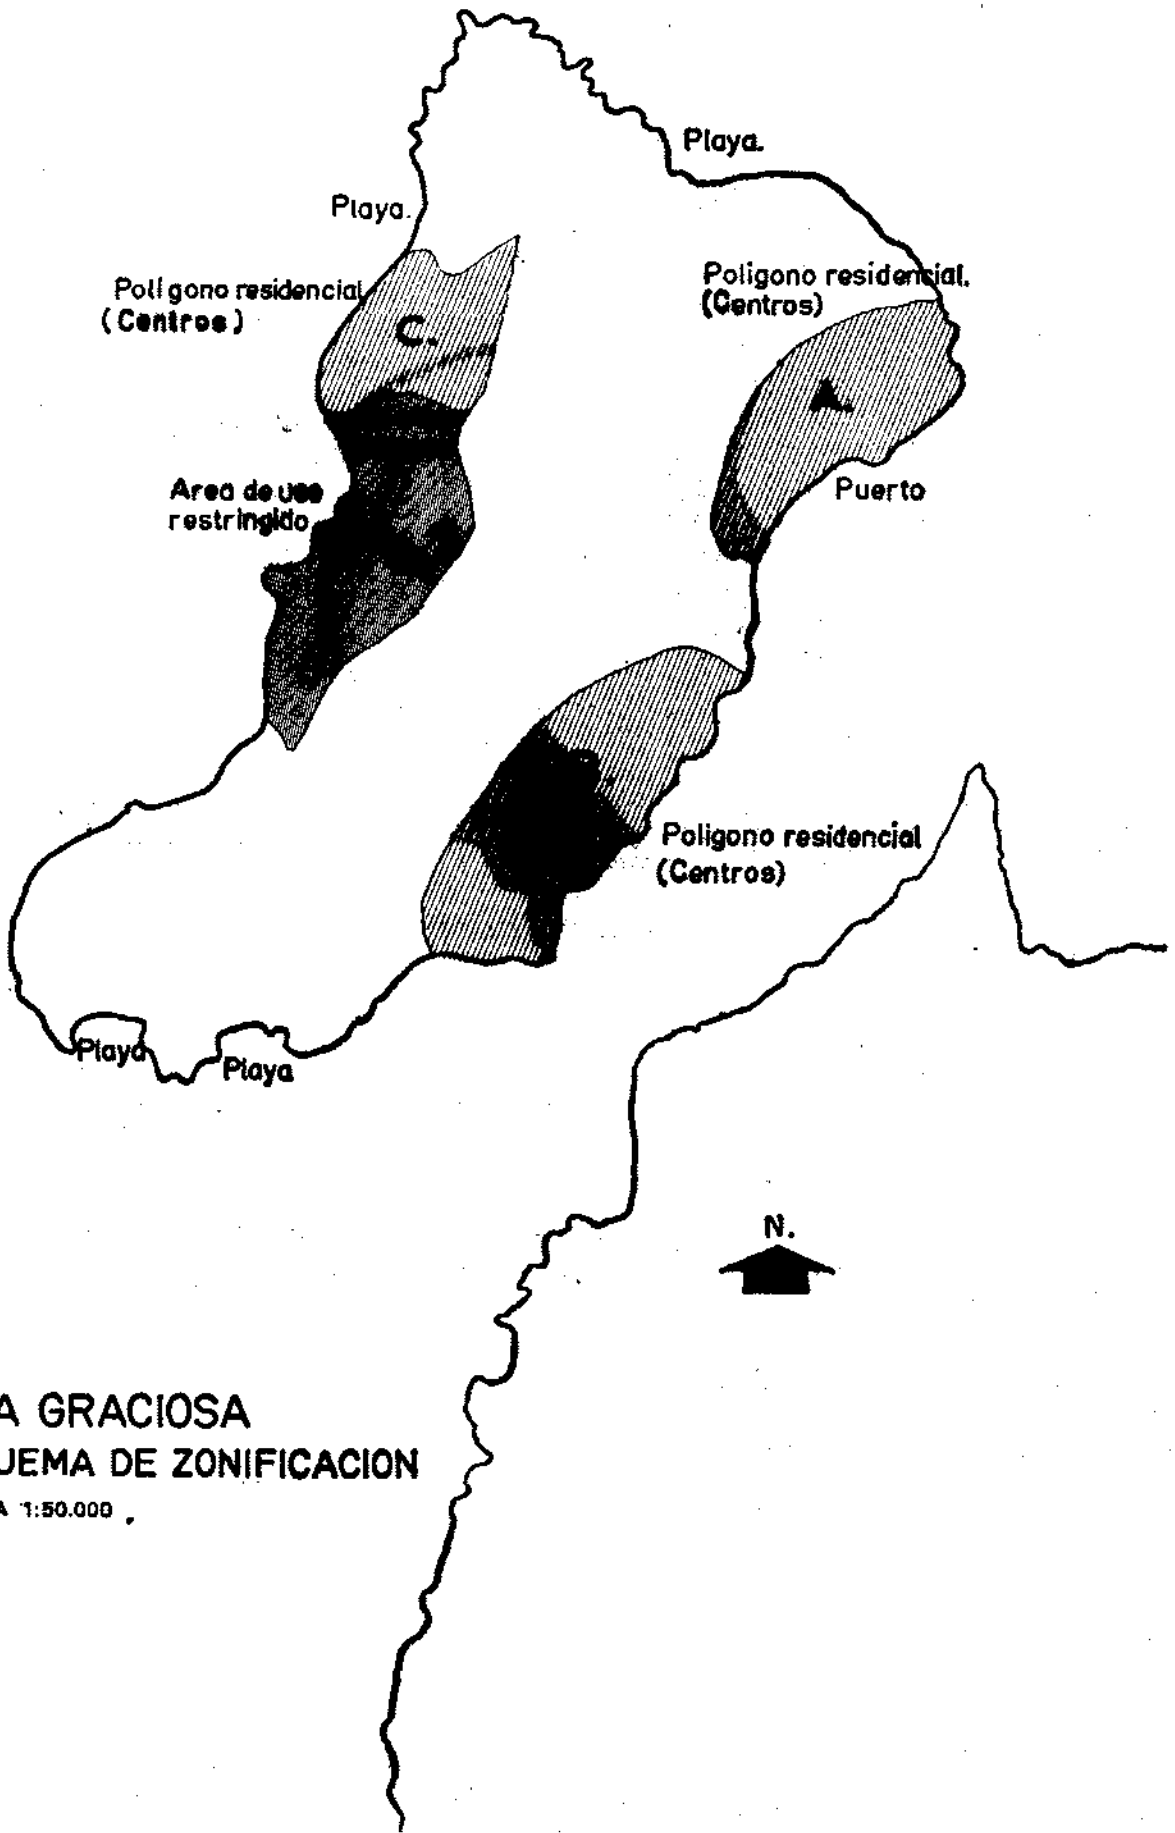 Playa.
Playa.
Polígono residencial
(Centros)
C.
Poligono residencial.
(Centros)
A.
Area de uso
restringido
Puerto
Poligono residencial
(Centros)
Playa
Playa
N.
A GRACIOSA
UEMA DE ZONIFICACION
A 1:50.000